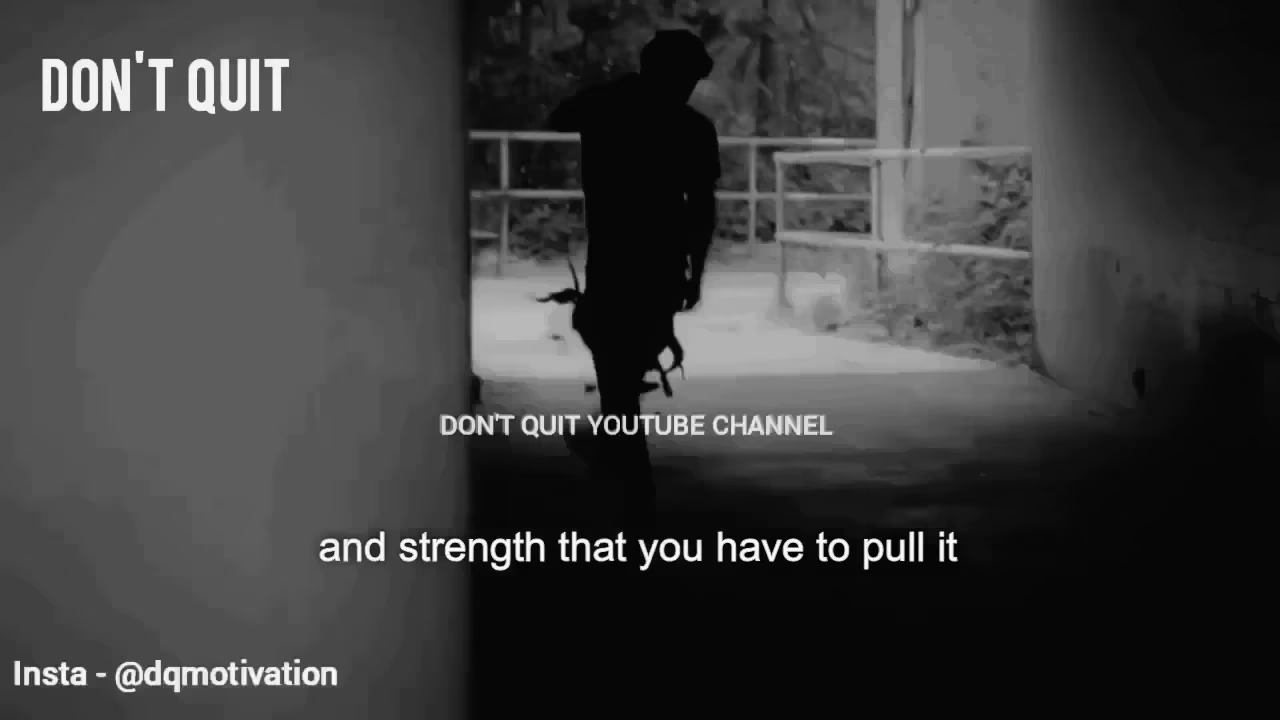 DON'T QUIT
DON'T QUIT YOUTUBE CHANNEL
and strength that you have to pull it
Insta - @dqmotivation